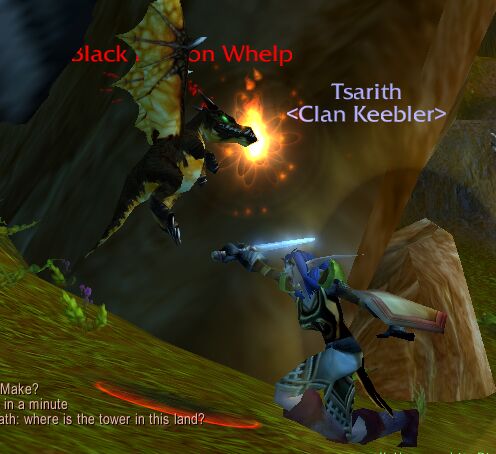 Black on Whelp
Tsarith
<Clan Keebler>
Make?
in a minute
ath: where is the tower in this land?